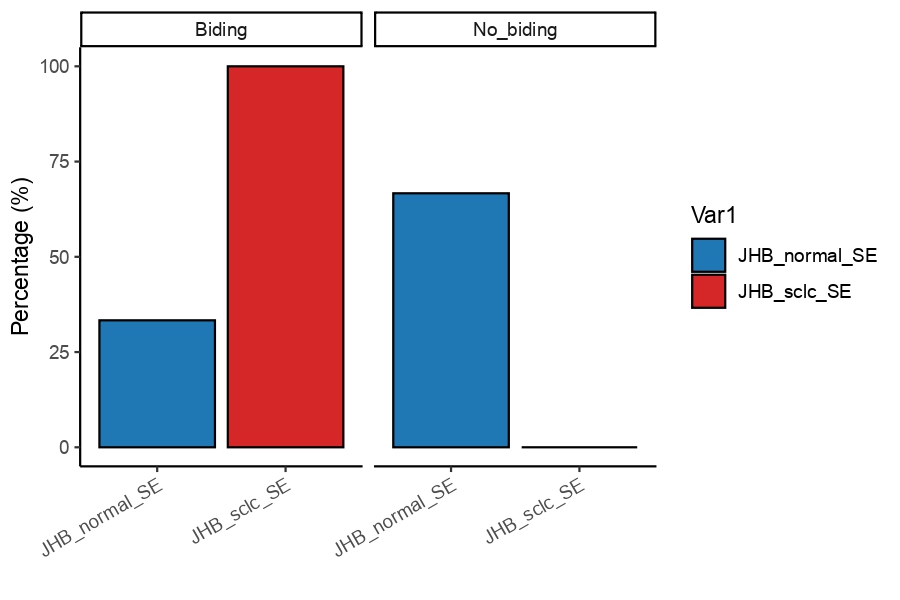 Biding
No_biding
Percentage (%)
100
75
50
25
0
JHB_normal_SE
JHB_sclc_SE
JHB_normal_SE
JHB_sclc_SE
Var1
JHB_normal_SE
JHB_sclc_SE